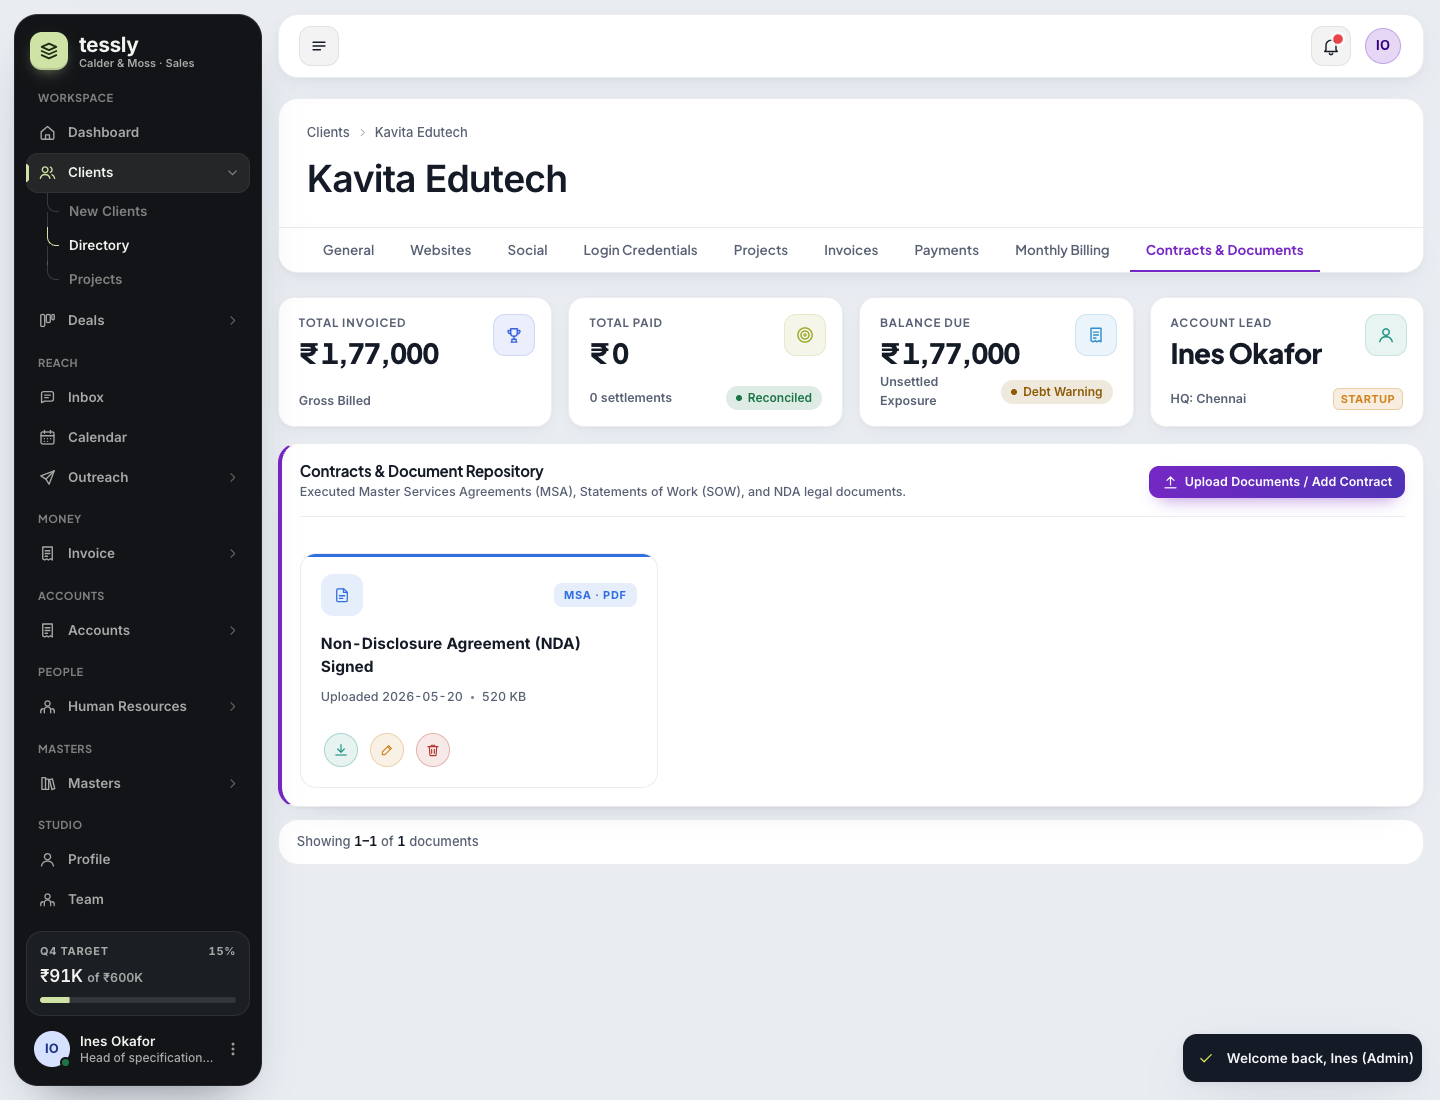 tessly
Calder & Moss · Sales
WORKSPACE
Dashboard
Clients
New Clients
Directory
Projects
Deals
REACH
Inbox
Calendar
Outreach
MONEY
Invoice
ACCOUNTS
Accounts
PEOPLE
Human Resources
MASTERS
Masters
STUDIO
Profile
Team
Q4 TARGET 15%
₹91K of ₹600K
IO
Ines Okafor
Head of specification...
IO
Clients Kavita Edutech
Kavita Edutech
General Websites Social Login Credentials Projects Invoices Payments Monthly Billing Contracts & Documents
TOTAL INVOICED
₹1,77,000
Gross Billed
TOTAL PAID
₹0
0 settlements
Reconciled
BALANCE DUE
₹1,77,000
Unsettled
Exposure
Debt Warning
ACCOUNT LEAD
Ines Okafor
HQ: Chennai
STARTUP
Contracts & Document Repository
Executed Master Services Agreements (MSA), Statements of Work (SOW), and NDA legal documents.
Upload Documents / Add Contract
MSA · PDF
Non-Disclosure Agreement (NDA)
Signed
Uploaded 2026-05-20 • 520 KB
Showing 1–1 of 1 documents
Welcome back, Ines (Admin)